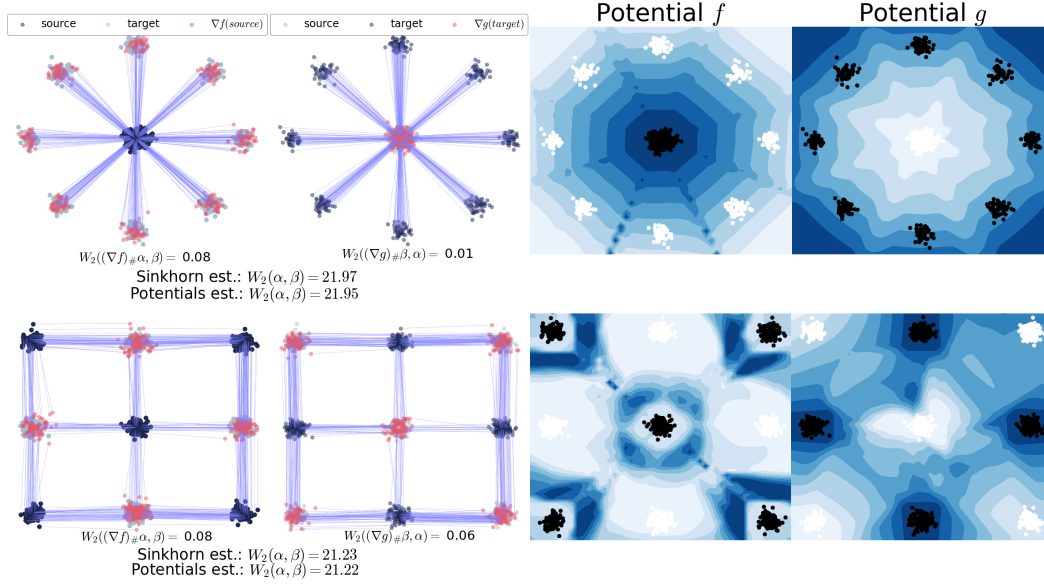 Potential f
Potential g
source target ∇f(source)
source target ∇g(target)
W₂((∇f)#α, β) = 0.08
W₂((∇g)#β, α) = 0.01
Sinkhorn est.: W₂(α, β) = 21.97
Potentials est.: W₂(α, β) = 21.95
W₂((∇f)#α, β) = 0.08
W₂((∇g)#β, α) = 0.06
Sinkhorn est.: W₂(α, β) = 21.23
Potentials est.: W₂(α, β) = 21.22